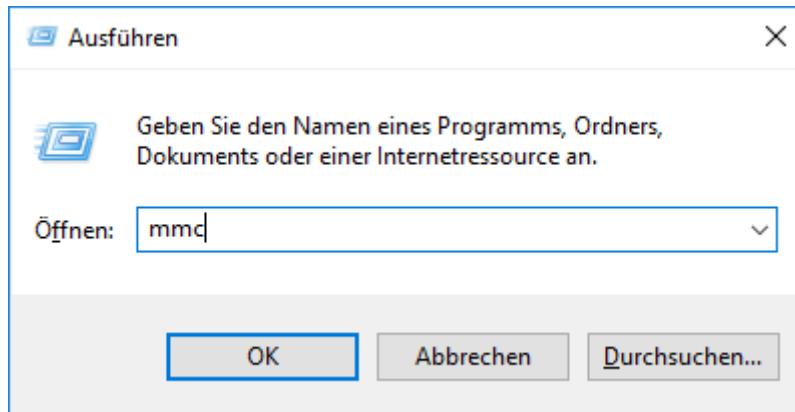 Ausführen
Geben Sie den Namen eines Programms, Ordners,
Dokuments oder einer Internetressource an.
Öffnen: mmc
OK Abbrechen Durchsuchen...